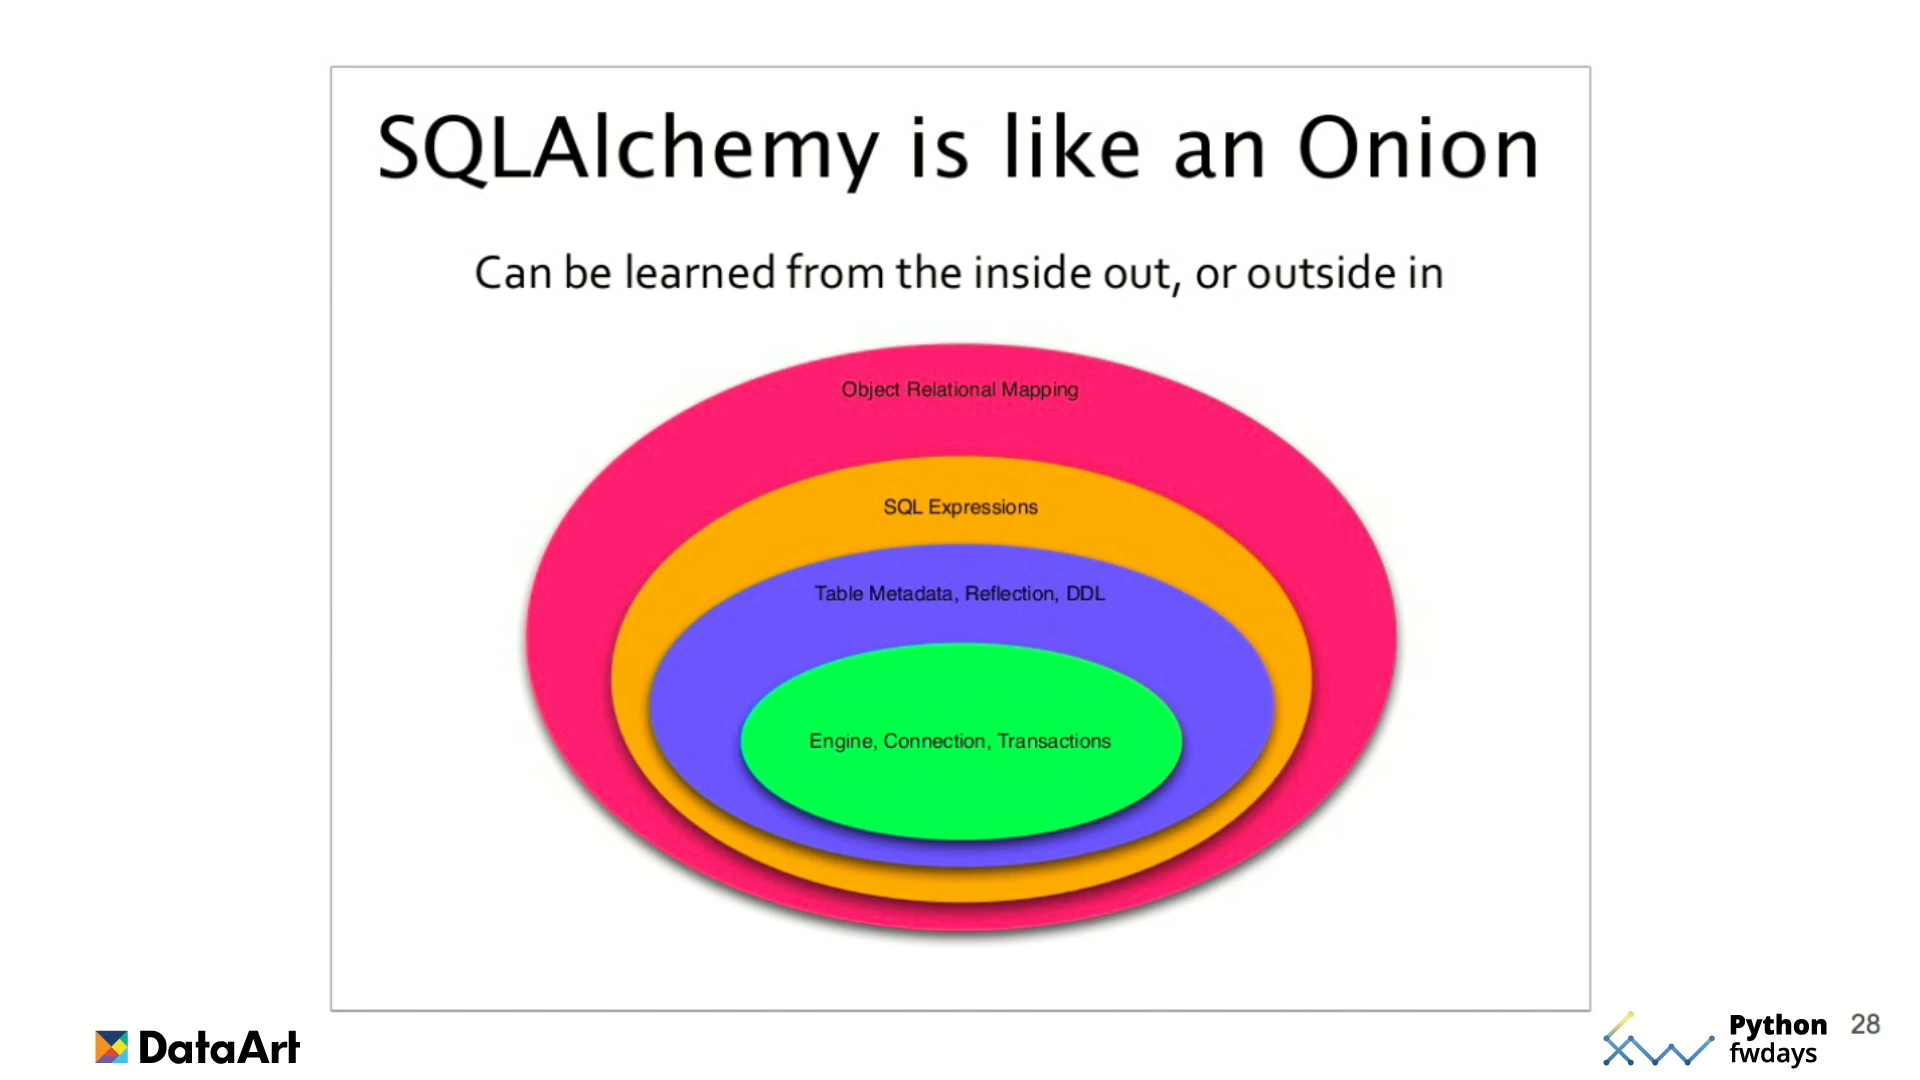 SQLAlchemy is like an Onion
Can be learned from the inside out, or outside in
Object Relational Mapping
SQL Expressions
Table Metadata, Reflection, DDL
Engine, Connection, Transactions
DataArt
Python
fwdays
28